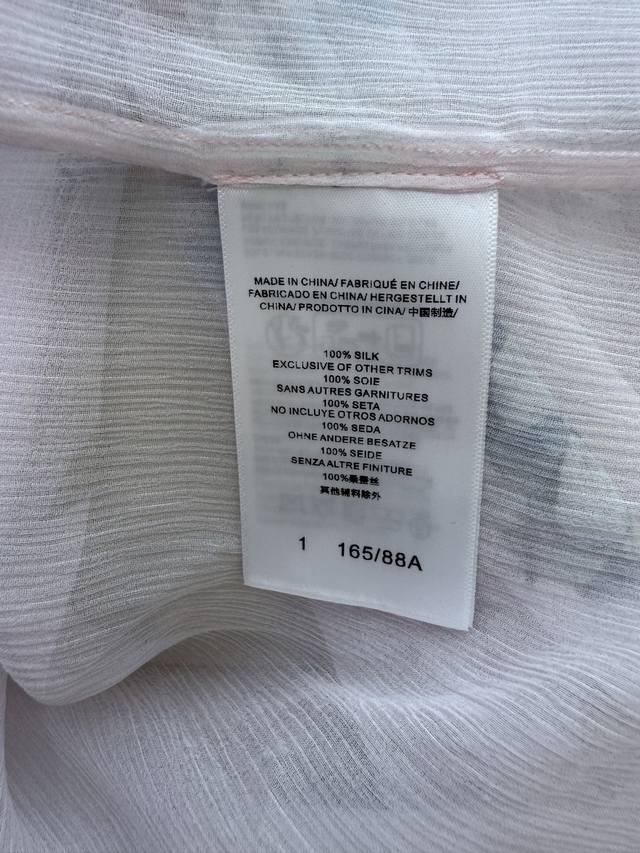 MADE IN CHINA/ FABRIQUÉ EN CHINE/
FABRICADO EN CHINA/ HERGESTELLT IN
CHINA/ PRODOTTO IN CINA/ 中国制造/
100% SILK
EXCLUSIVE OF OTHER TRIMS
100% SOIE
SANS AUTRES GARNITURES
100% SETA
NO INCLUYE OTROS ADORNOS
100% SEDA
OHNE ANDERE BESATZE
100% SEIDE
SENZA ALTRE FINITURE
100%桑蚕丝
其他辅料除外
1 165/88A